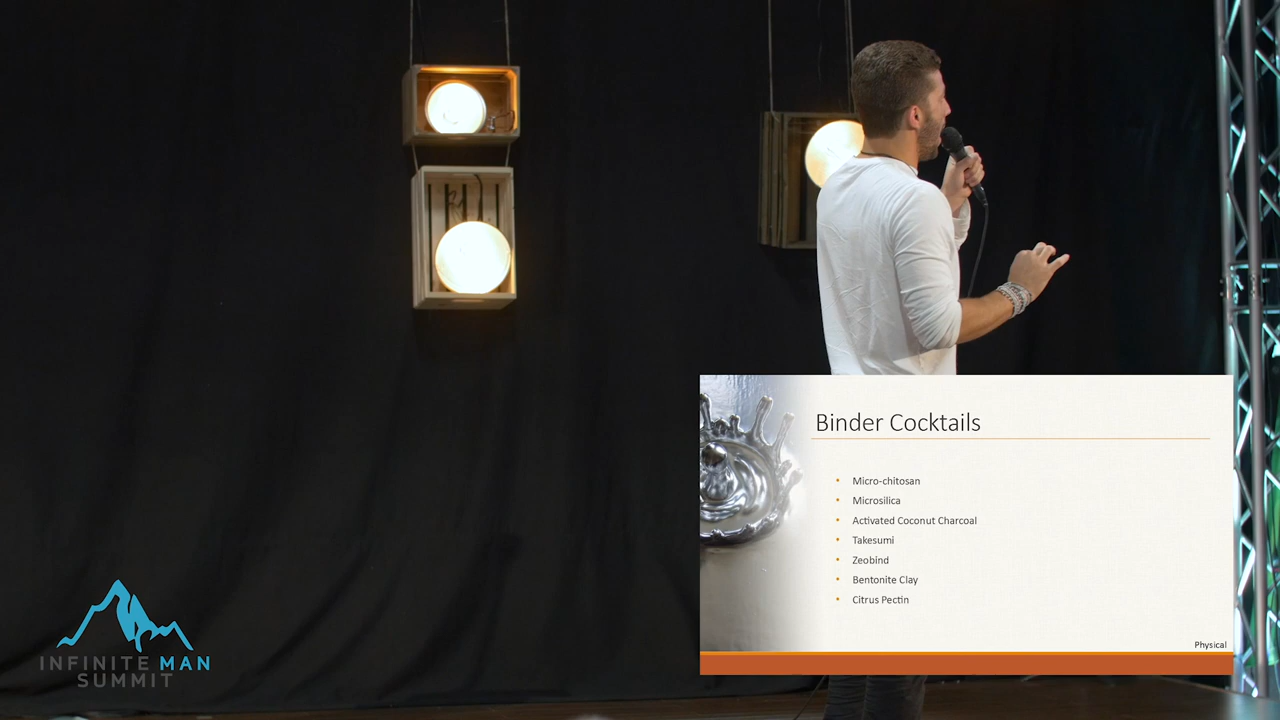 Binder Cocktails
Micro-chitosan
Microsilica
Activated Coconut Charcoal
Takesumi
Zeobind
Bentonite Clay
Citrus Pectin
Physical
INFINITE MAN
SUMMIT